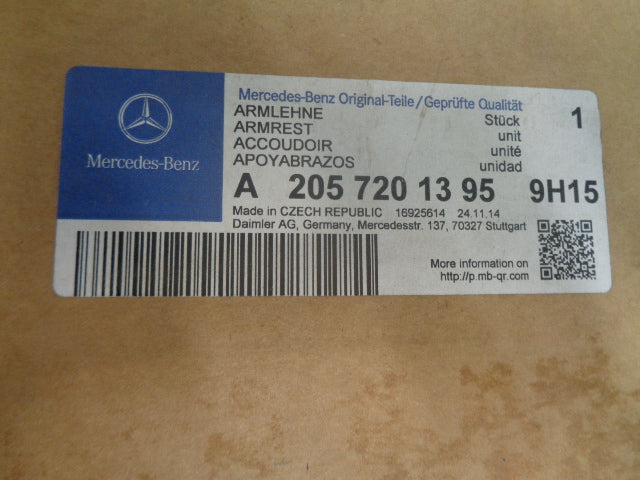 Mercedes-Benz
Mercedes-Benz Original-Teile/Geprüfte Qualität
ARMLEHNE Stück 1
ARMREST unit
ACCOUDOIR unité
APOYABRAZOS unidad
A 205 720 13 95 9H15
Made in CZECH REPUBLIC 16925614 24.11.14
Daimler AG, Germany, Mercedesstr. 137, 70327 Stuttgart
More information on
http://p.mb-qr.com